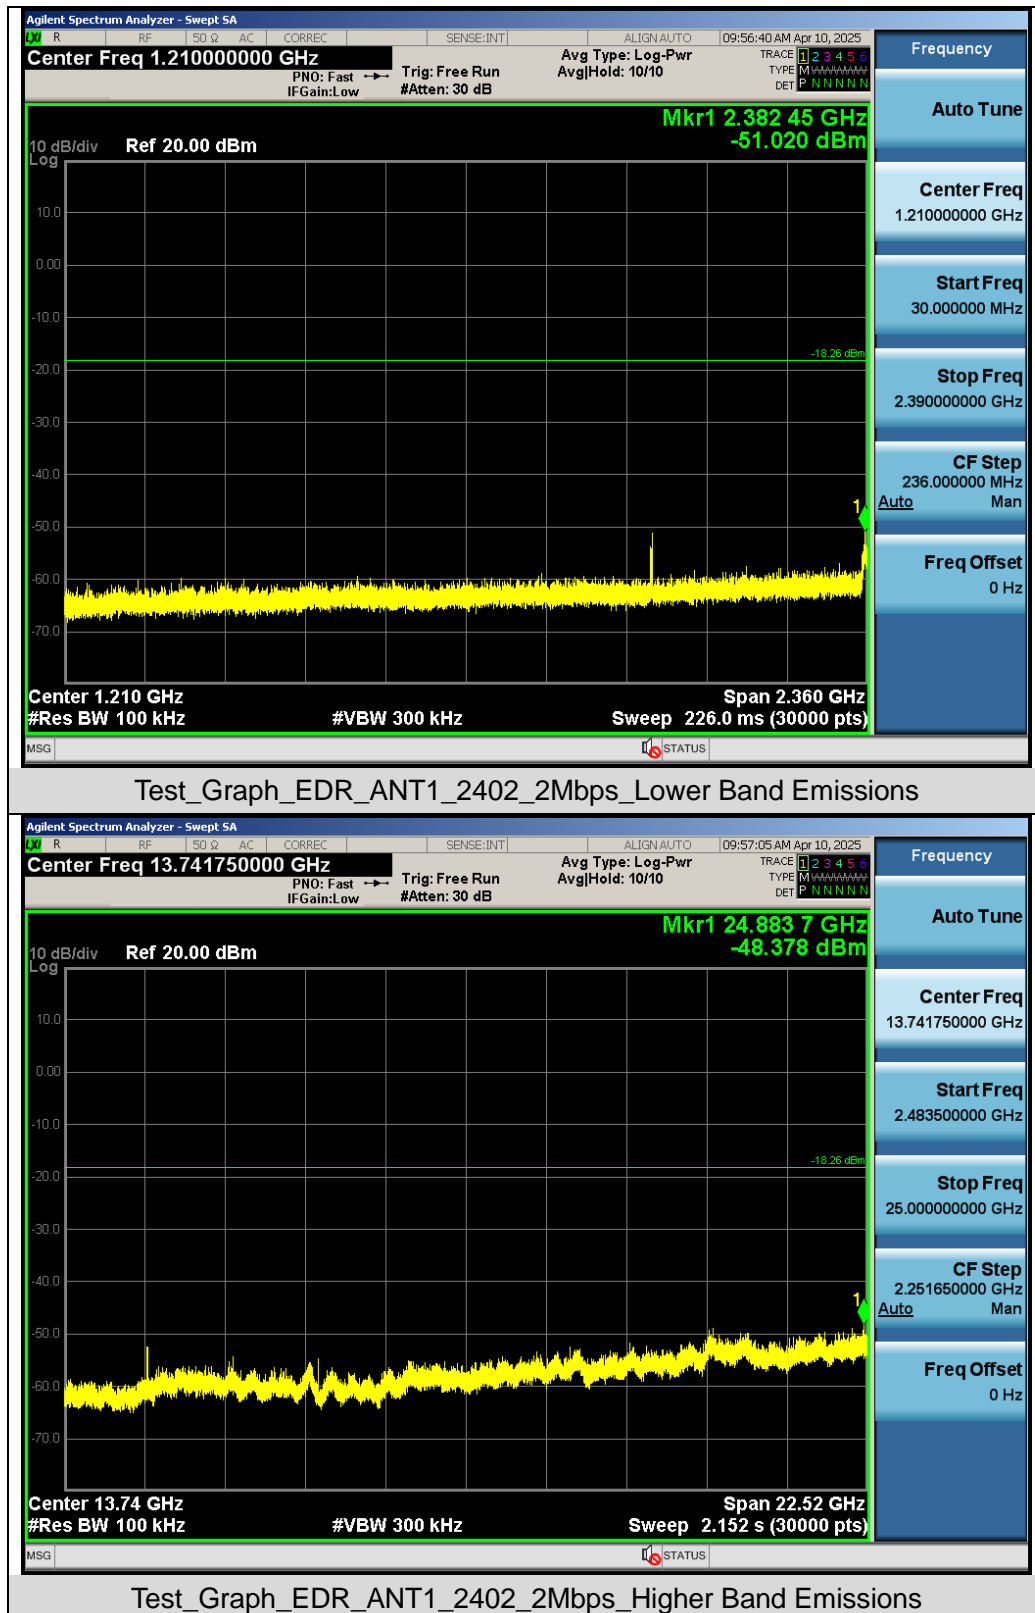 Agilent Spectrum Analyzer - Swept SA
LXI R RF 50 Ω AC CORREC SENSE:INT ALIGN AUTO 09:56:40 AM Apr 10, 2025
Center Freq 1.210000000 GHz
PNO: Fast
IFGain:Low
Trig: Free Run
#Atten: 30 dB
Avg Type: Log-Pwr
Avg|Hold: 10/10
TRACE 1 2 3 4 5 6
TYPE M
DET P N N N N N
Mkr1 2.382 45 GHz
-51.020 dBm
10 dB/div Ref 20.00 dBm
Log
10.0
0.00
-10.0
-18.26 dBm
-20.0
-30.0
-40.0
1
-50.0
-60.0
-70.0
Center 1.210 GHz Span 2.360 GHz
#Res BW 100 kHz #VBW 300 kHz Sweep 226.0 ms (30000 pts)
MSG STATUS
Frequency
Auto Tune
Center Freq
1.210000000 GHz
Start Freq
30.000000 MHz
Stop Freq
2.390000000 GHz
CF Step
236.000000 MHz
Auto Man
Freq Offset
0 Hz
Test_Graph_EDR_ANT1_2402_2Mbps_Lower Band Emissions
Agilent Spectrum Analyzer - Swept SA
LXI R RF 50 Ω AC CORREC SENSE:INT ALIGN AUTO 09:57:05 AM Apr 10, 2025
Center Freq 13.741750000 GHz
PNO: Fast
IFGain:Low
Trig: Free Run
#Atten: 30 dB
Avg Type: Log-Pwr
Avg|Hold: 10/10
TRACE 1 2 3 4 5 6
TYPE M
DET P N N N N N
Mkr1 24.883 7 GHz
-48.378 dBm
10 dB/div Ref 20.00 dBm
Log
10.0
0.00
-10.0
-18.26 dBm
-20.0
-30.0
-40.0
1
-50.0
-60.0
-70.0
Center 13.74 GHz Span 22.52 GHz
#Res BW 100 kHz #VBW 300 kHz Sweep 2.152 s (30000 pts)
MSG STATUS
Frequency
Auto Tune
Center Freq
13.741750000 GHz
Start Freq
2.483500000 GHz
Stop Freq
25.000000000 GHz
CF Step
2.251650000 GHz
Auto Man
Freq Offset
0 Hz
Test_Graph_EDR_ANT1_2402_2Mbps_Higher Band Emissions